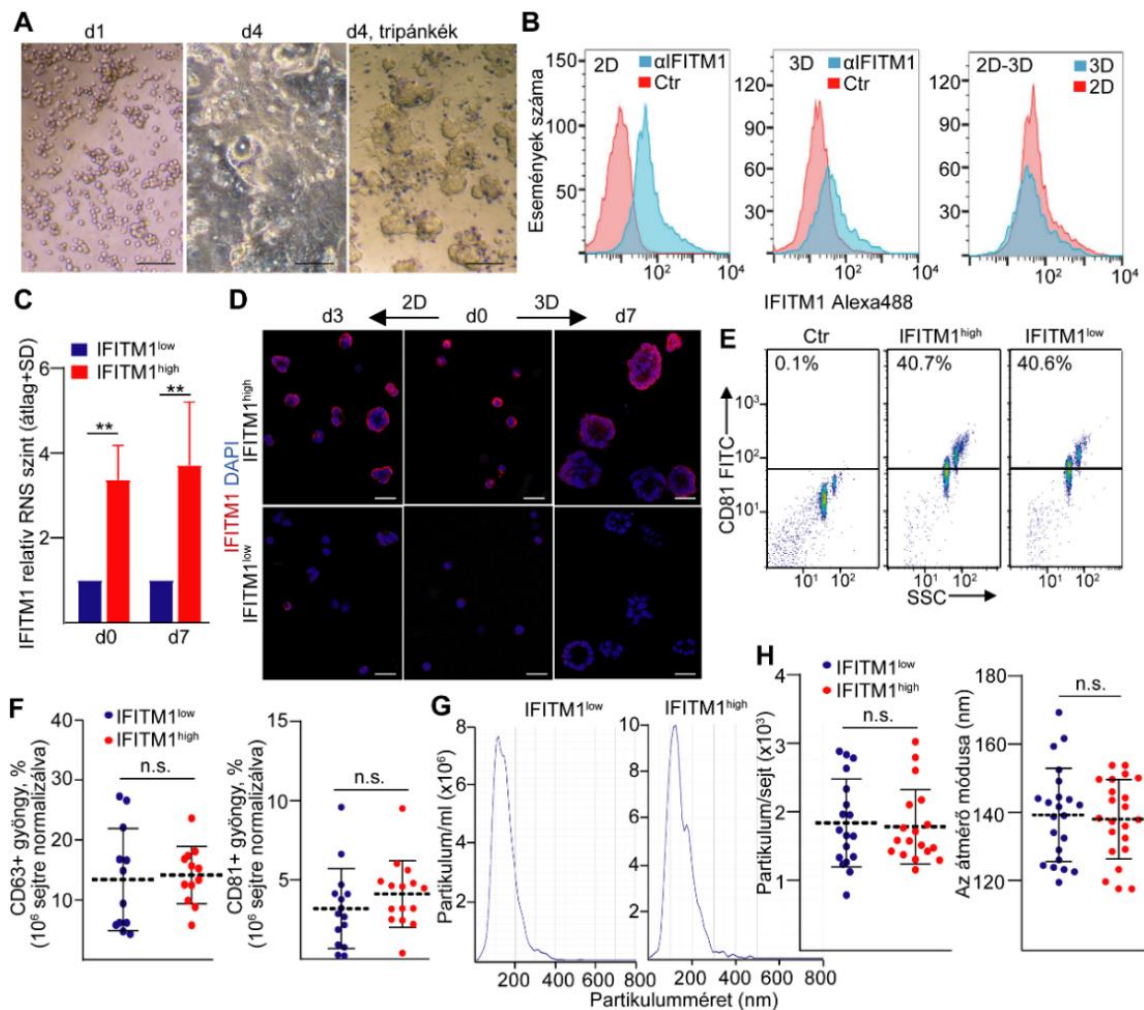 A
d1
d4
d4, tripánkék
B
Események száma
2D
αIFITM1
Ctr
150
100
50
10²
10⁴
3D
αIFITM1
Ctr
120
90
60
30
10²
10⁴
2D-3D
3D
2D
120
90
60
30
10²
10⁴
IFITM1 Alexa488
C
IFITM1ˡᵒʷ
IFITM1ʰⁱᵍʰ
IFITM1 relatív RNS szint (átlag+SD)
6
4
2
**
**
d0
d7
D
2D
3D
d3
d0
d7
IFITM1 DAPI
IFITM1ʰⁱᵍʰ
IFITM1ˡᵒʷ
E
Ctr
IFITM1ʰⁱᵍʰ
IFITM1ˡᵒʷ
0.1%
40.7%
40.6%
CD81 FITC
10³
10²
10¹
10¹ 10²
10¹ 10²
10¹ 10²
SSC
F
IFITM1ˡᵒʷ
IFITM1ʰⁱᵍʰ
CD63+ gyöngy, %
(10⁶ sejtre normalizálva)
40
30
20
10
n.s.
CD81+ gyöngy, %
(10⁶ sejtre normalizálva)
15
10
5
n.s.
G
IFITM1ˡᵒʷ
IFITM1ʰⁱᵍʰ
Partikulum/ml (x10⁶)
8
6
4
2
10
8
6
4
2
200 400 600 800
200 400 600 800
Partikulumméret (nm)
H
IFITM1ˡᵒʷ
IFITM1ʰⁱᵍʰ
Partikulum/sejt (x10³)
4
3
2
1
n.s.
Az átmérő módusa (nm)
180
160
140
120
n.s.